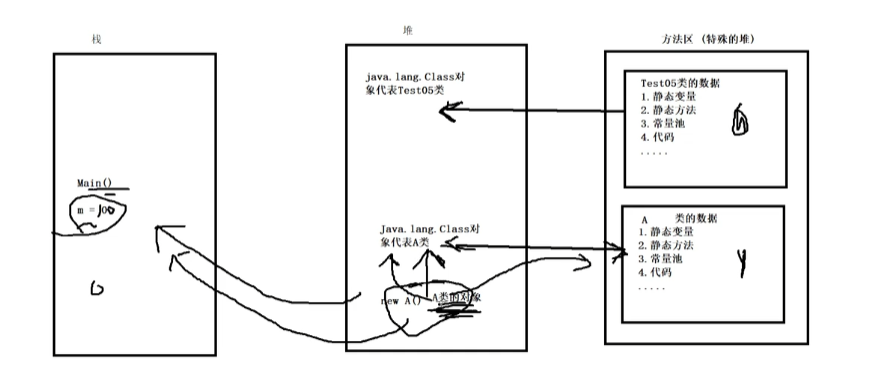 栈
堆
方法区 (特殊的堆)
java.lang.Class对
象代表Test05类
Test05类的数据
1.静态变量
2.静态方法
3.常量池
4.代码
.....
Main()
m = 100
Java.lang.Class对
象代表A类
new A() A类的对象
A 类的数据
1.静态变量
2.静态方法
3.常量池
4.代码
.....